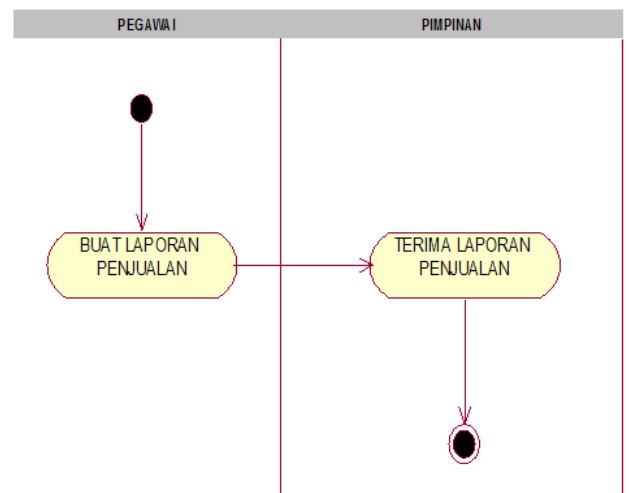 PEGAWAI
PIMPINAN
BUAT LAPORAN
PENJUALAN
TERIMA LAPORAN
PENJUALAN